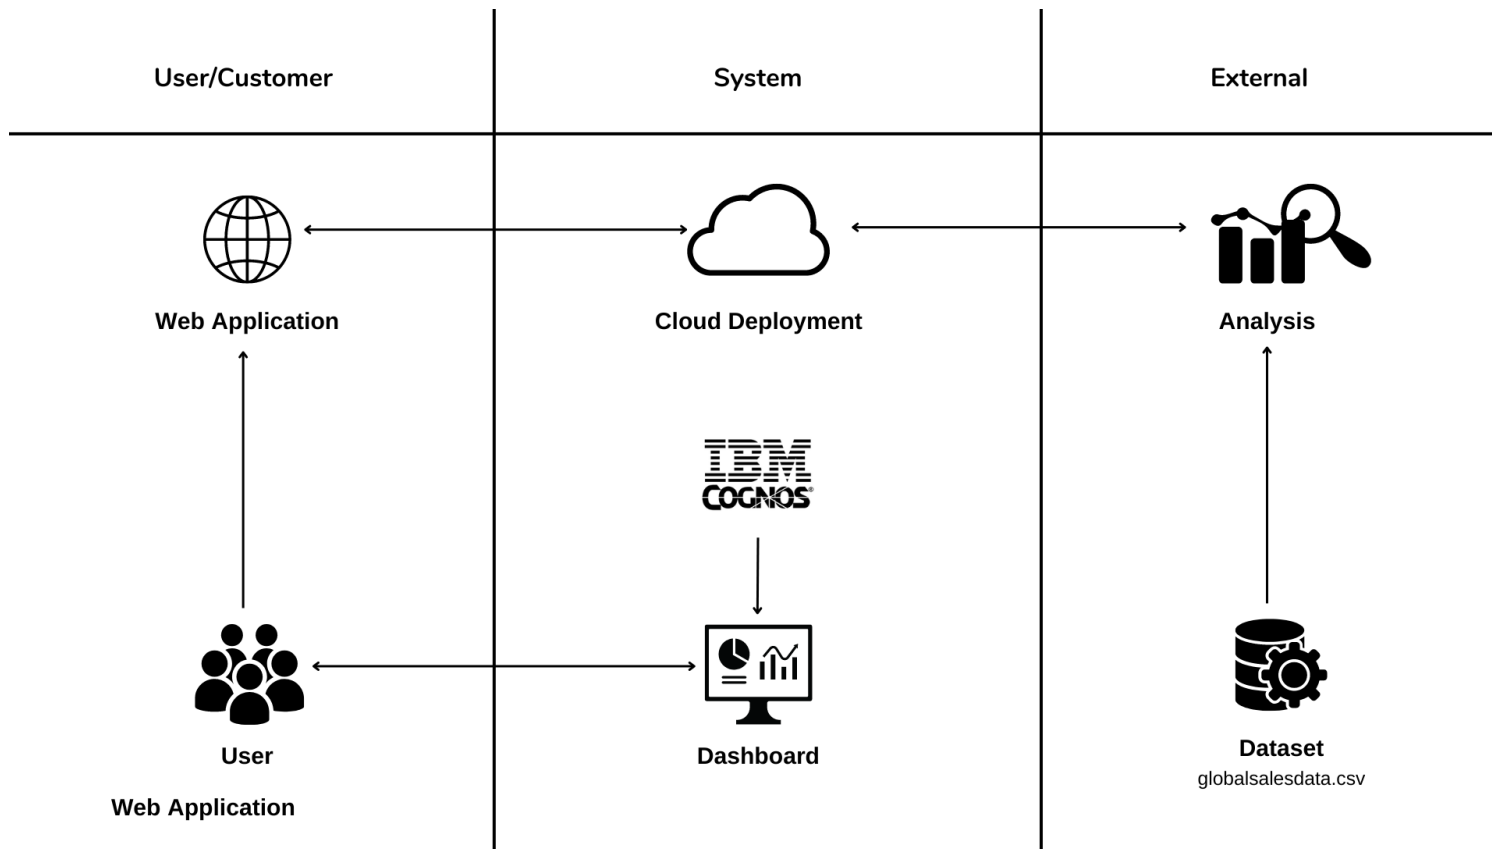 User/Customer
System
External
Web Application
Cloud Deployment
Analysis
IBM
COGNOS®
User
Dashboard
Dataset
globalsalesdata.csv
Web Application